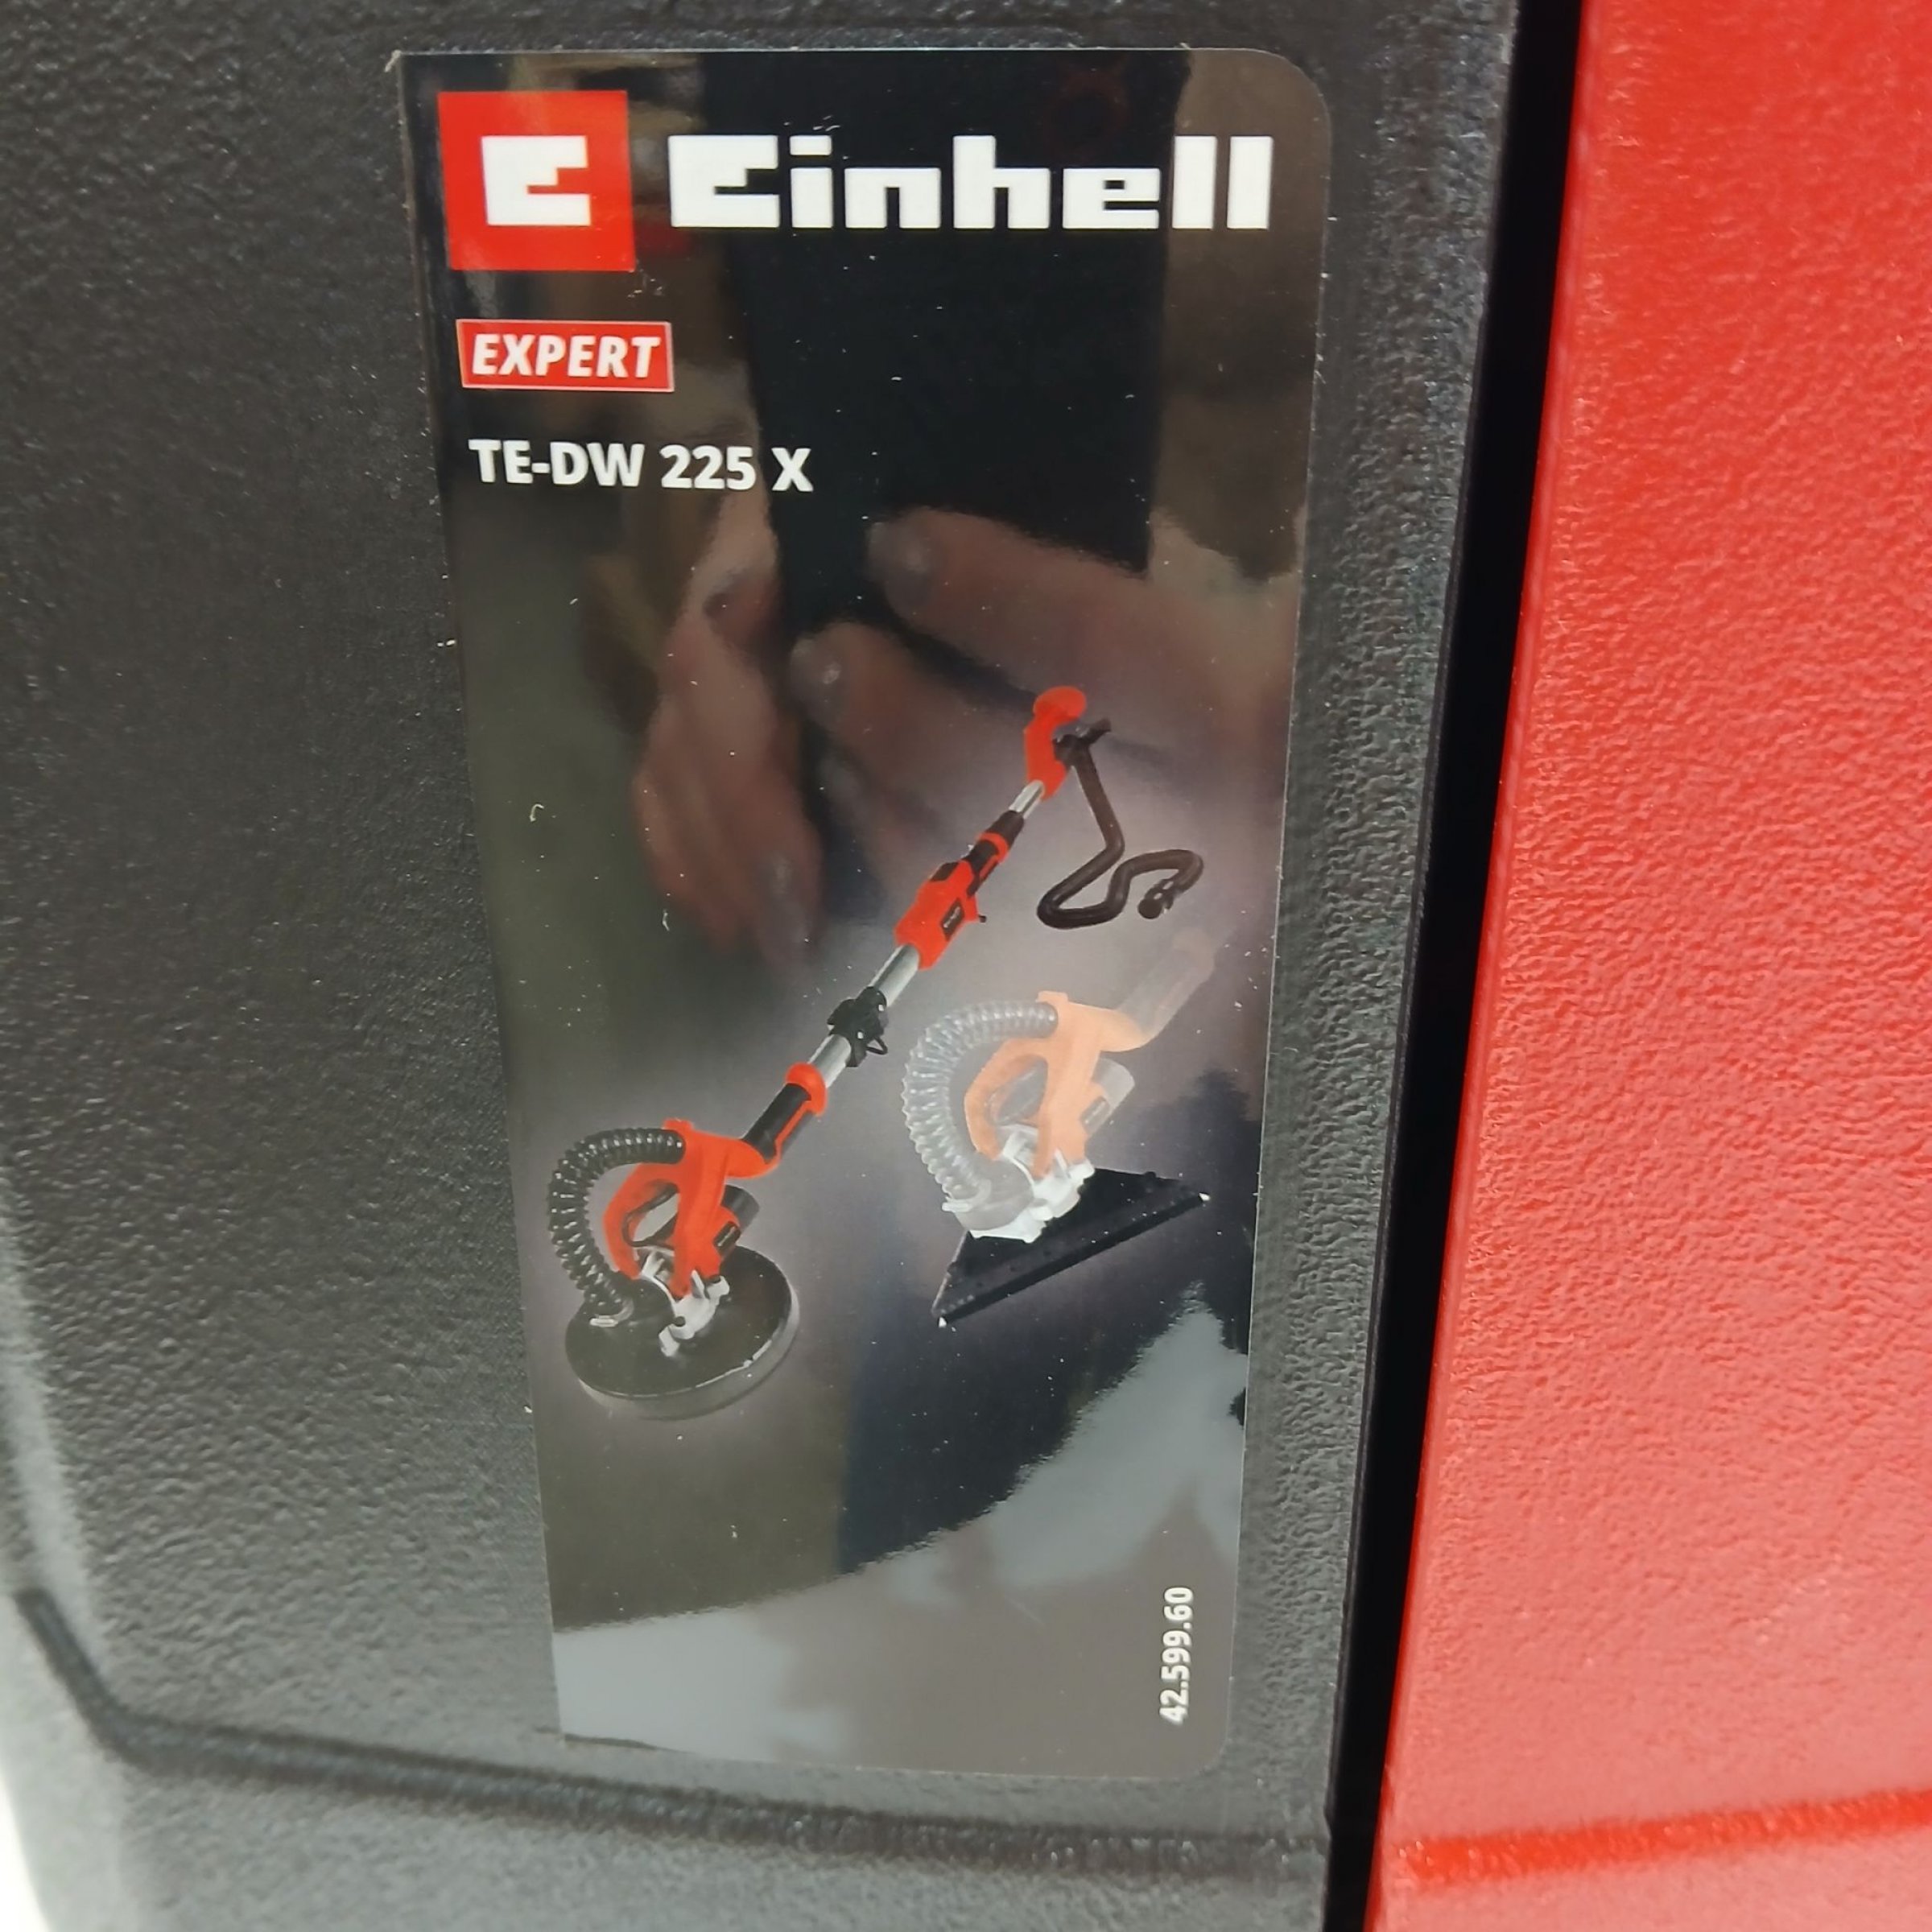 Einhell
EXPERT
TE-DW 225 X
42.599.60